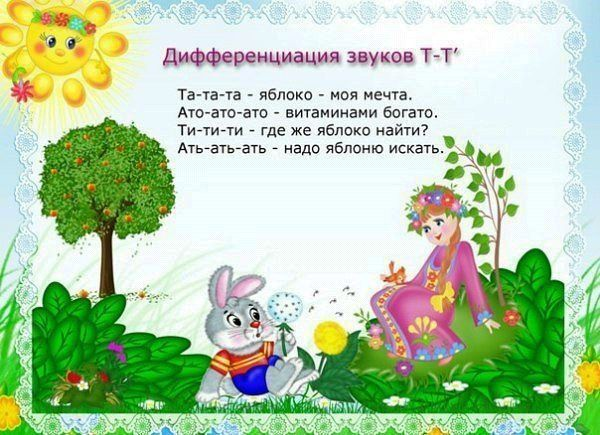 Дифференциация звуков Т-Т’
Та-та-та - яблоко - моя мечта.
Ато-ато-ато - витаминами богато.
Ти-ти-ти - где же яблоко найти?
Ать-ать-ать - надо яблоню искать.